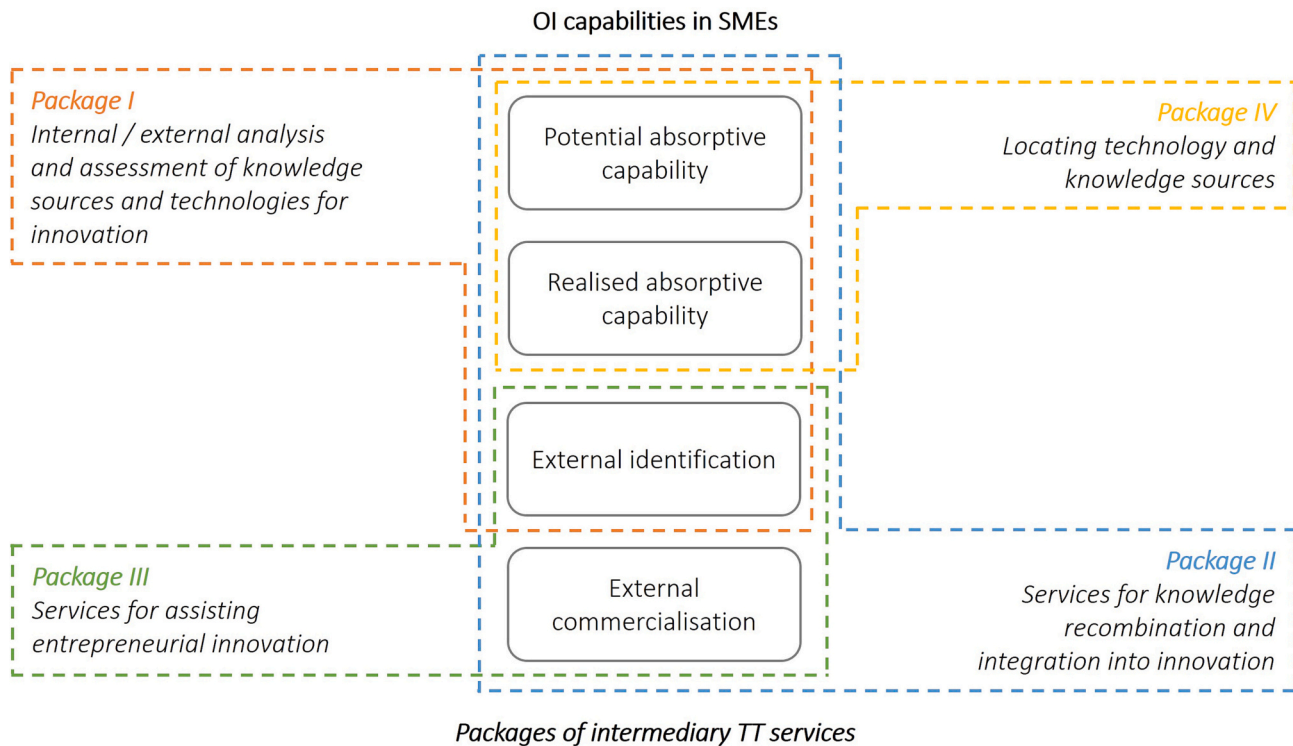 OI capabilities in SMEs
Package I
Internal / external analysis
and assessment of knowledge
sources and technologies for
innovation
Potential absorptive
capability
Package IV
Locating technology and
knowledge sources
Realised absorptive
capability
External identification
Package III
Services for assisting
entrepreneurial innovation
External
commercialisation
Package II
Services for knowledge
recombination and
integration into innovation
Packages of intermediary TT services